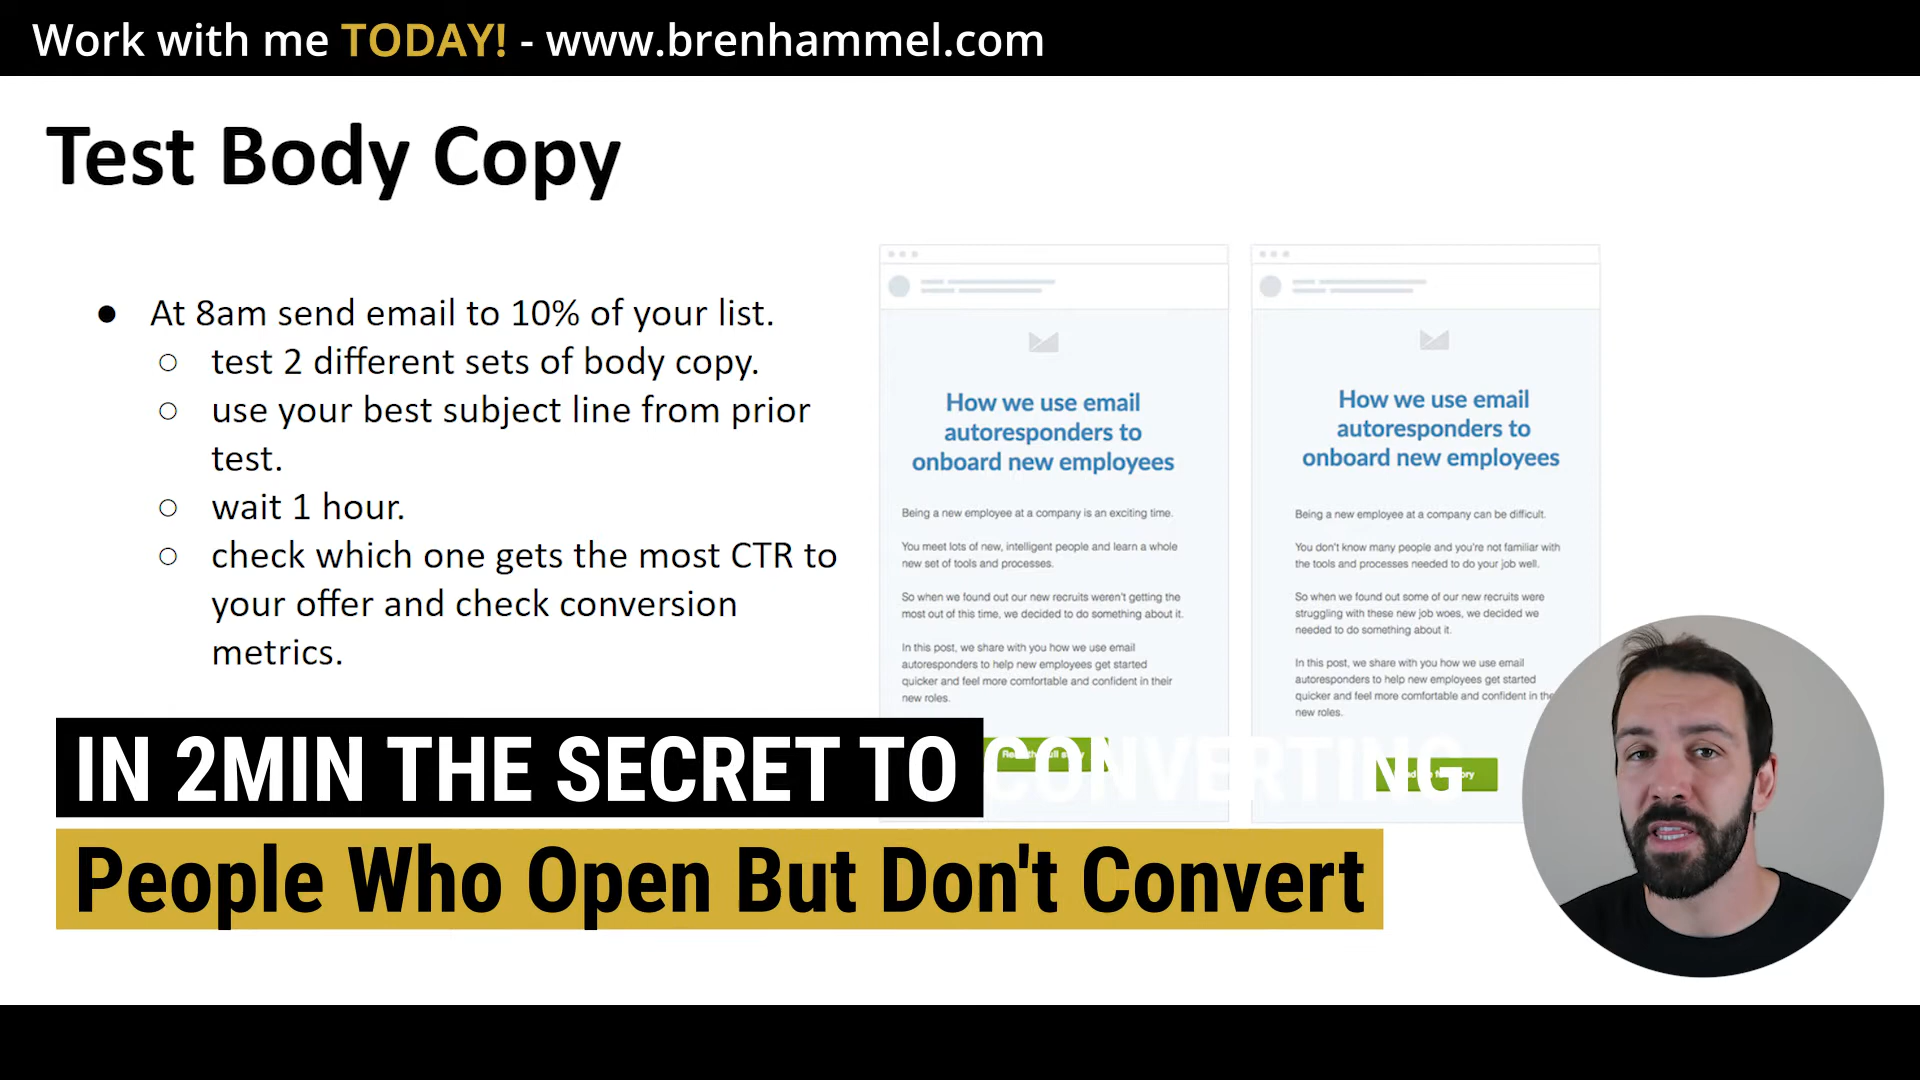 Work with me TODAY! - www.brenhammel.com
Test Body Copy
● At 8am send email to 10% of your list.
○ test 2 different sets of body copy.
○ use your best subject line from prior
test.
○ wait 1 hour.
○ check which one gets the most CTR to
your offer and check conversion
metrics.
How we use email
autoresponders to
onboard new employees
Being a new employee at a company is an exciting time.
You meet lots of new, intelligent people and learn a whole
new set of tools and processes.
So when we found out our new recruits weren't getting the
most out of this time, we decided to do something about it.
In this post, we share with you how we use email
autoresponders to help new employees get started
quicker and feel more comfortable and confident in their
new roles.
How we use email
autoresponders to
onboard new employees
Being a new employee at a company can be difficult.
You don't know many people and you're not familiar with
the tools and processes needed to do your job well.
So when we found out some of our new recruits were
struggling with these new job woes, we decided we
needed to do something about it.
In this post, we share with you how we use email
autoresponders to help new employees get started
quicker and feel more comfortable and confident in the
new roles.
IN 2MIN THE SECRET TO CONVERTING
People Who Open But Don't Convert